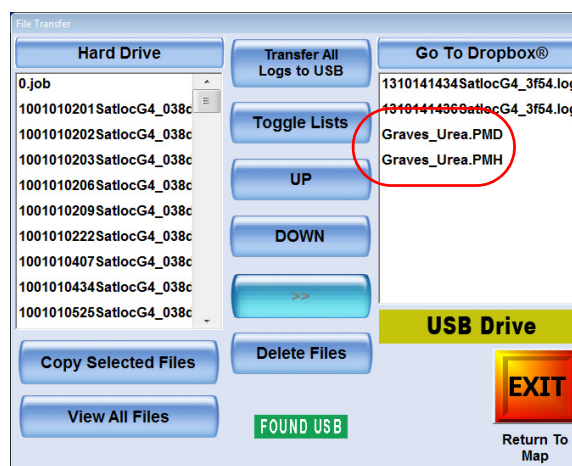 File Transfer
Hard Drive
0.job
1001010201SatlocG4_038c
1001010202SatlocG4_038c
1001010203SatlocG4_038c
1001010206SatlocG4_038c
1001010209SatlocG4_038c
1001010222SatlocG4_038c
1001010407SatlocG4_038c
1001010434SatlocG4_038c
1001010525SatlocG4_038c
Copy Selected Files
View All Files
Transfer All
Logs to USB
Toggle Lists
UP
DOWN
>>
Delete Files
FOUND USB
Go To Dropbox®
1310141434SatlocG4_3f54.log
1310141436SatlocG4_3f54.log
Graves_Urea.PMD
Graves_Urea.PMH
USB Drive
EXIT
Return To
Map